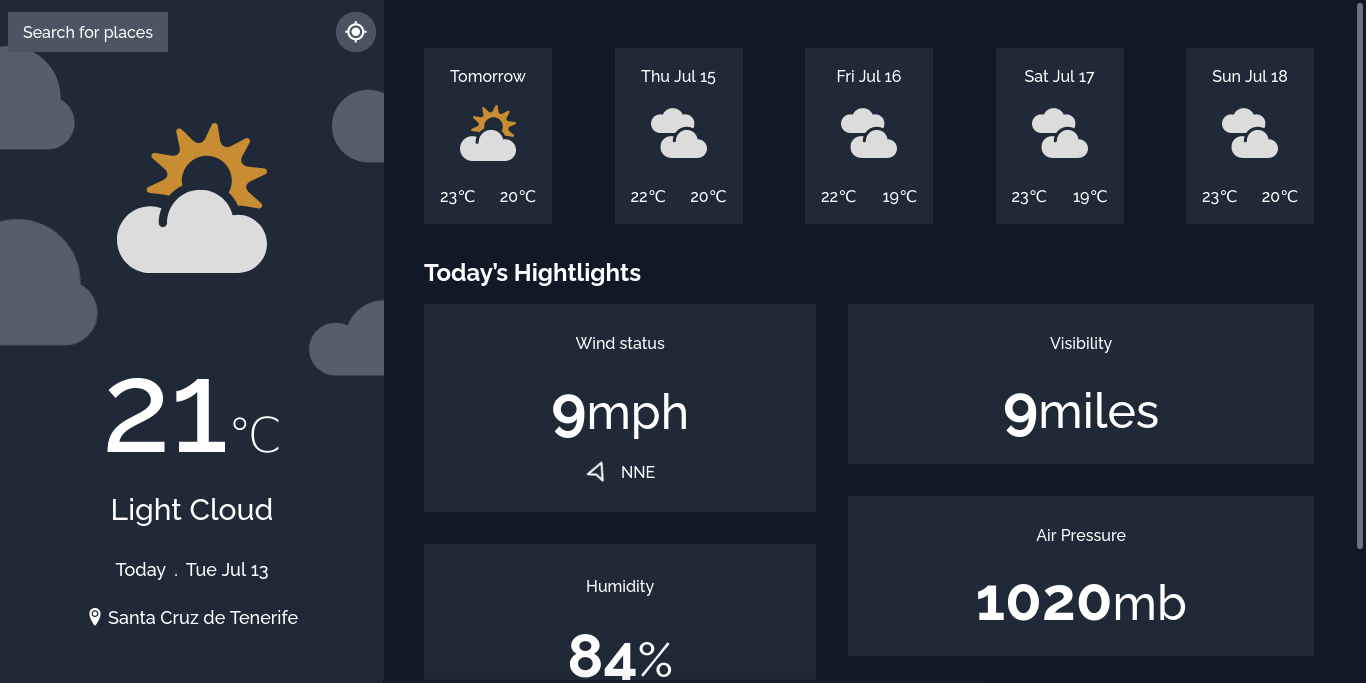 Search for places
21°C
Light Cloud
Today . Tue Jul 13
Santa Cruz de Tenerife
Tomorrow
23°C 20°C
Thu Jul 15
22°C 20°C
Fri Jul 16
22°C 19°C
Sat Jul 17
23°C 19°C
Sun Jul 18
23°C 20°C
Today’s Hightlights
Wind status
9mph
NNE
Visibility
9miles
Humidity
84%
Air Pressure
1020mb